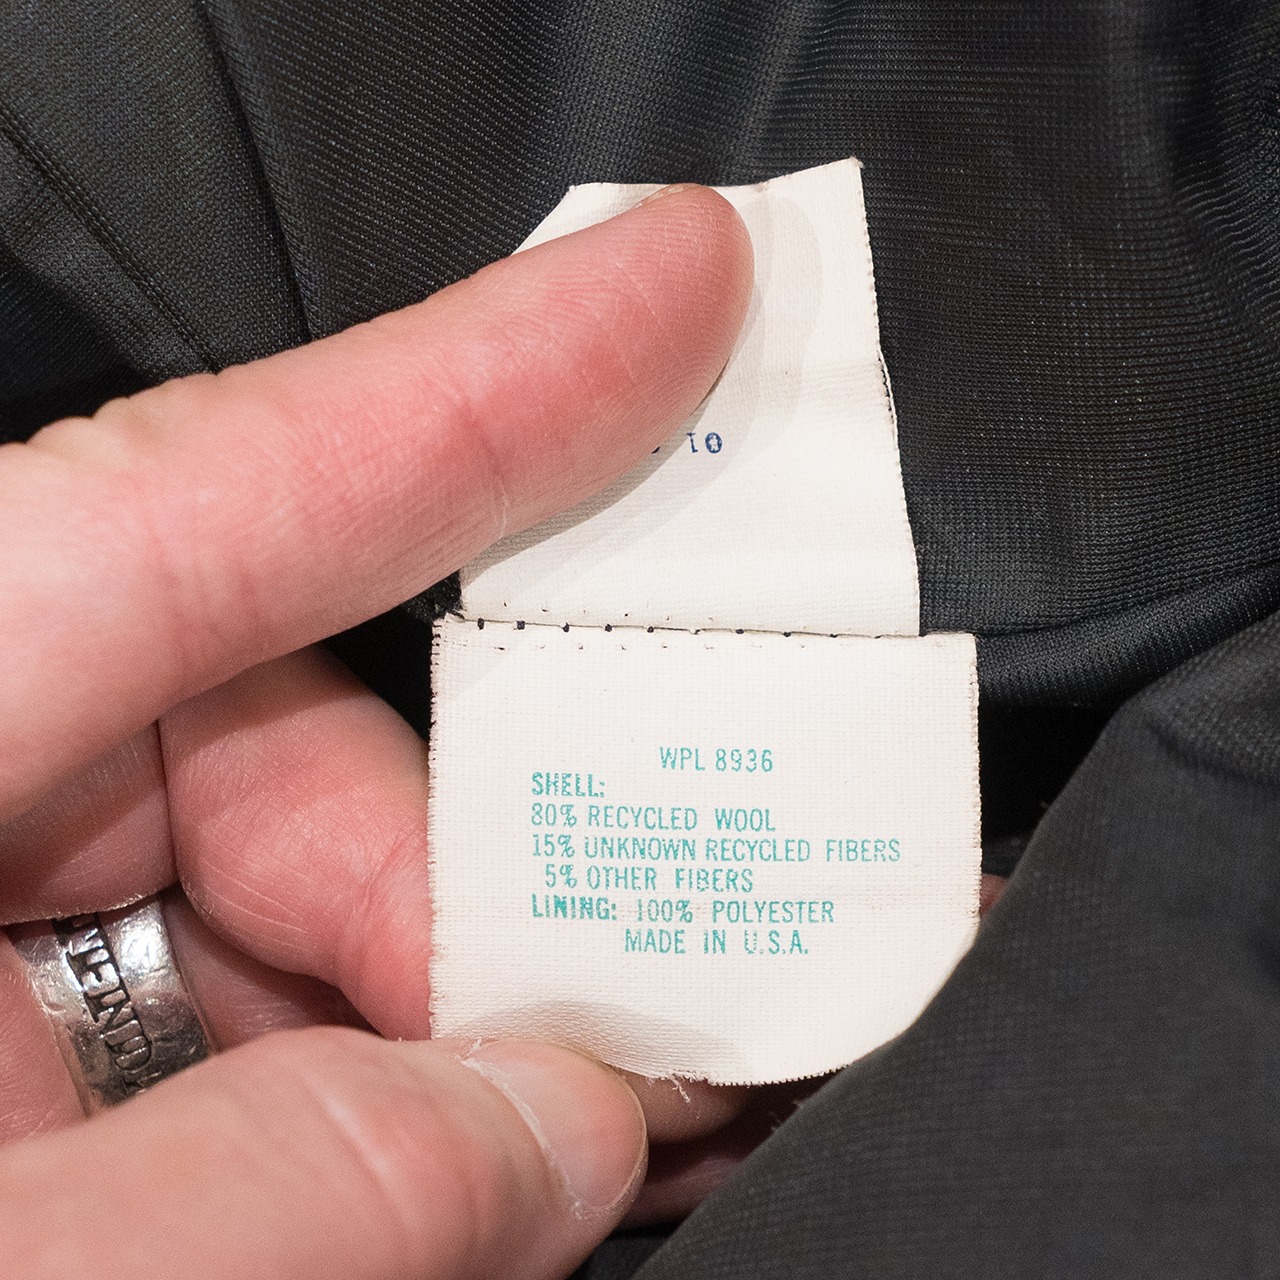 WPL 8936
SHELL:
80% RECYCLED WOOL
15% UNKNOWN RECYCLED FIBERS
5% OTHER FIBERS
LINING: 100% POLYESTER
MADE IN U.S.A.